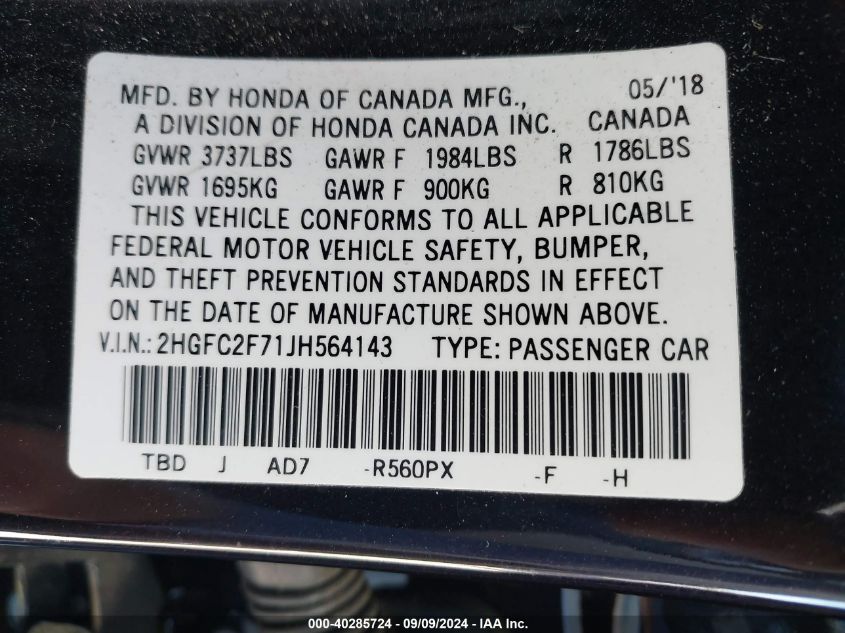 MFD. BY HONDA OF CANADA MFG., 05/'18
A DIVISION OF HONDA CANADA INC. CANADA
GVWR 3737LBS GAWR F 1984LBS R 1786LBS
GVWR 1695KG GAWR F 900KG R 810KG
THIS VEHICLE CONFORMS TO ALL APPLICABLE
FEDERAL MOTOR VEHICLE SAFETY, BUMPER,
AND THEFT PREVENTION STANDARDS IN EFFECT
ON THE DATE OF MANUFACTURE SHOWN ABOVE.
V.I.N.: 2HGFC2F71JH564143 TYPE: PASSENGER CAR
TBD J AD7 -R560PX -F -H
000-40285724 - 09/09/2024 - IAA Inc.